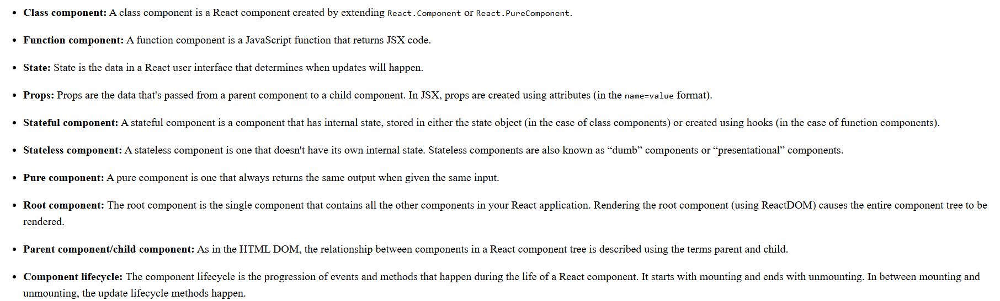 • Class component: A class component is a React component created by extending React.Component or React.PureComponent.
• Function component: A function component is a JavaScript function that returns JSX code.
• State: State is the data in a React user interface that determines when updates will happen.
• Props: Props are the data that's passed from a parent component to a child component. In JSX, props are created using attributes (in the name=value format).
• Stateful component: A stateful component is a component that has internal state, stored in either the state object (in the case of class components) or created using hooks (in the case of function components).
• Stateless component: A stateless component is one that doesn't have its own internal state. Stateless components are also known as “dumb” components or “presentational” components.
• Pure component: A pure component is one that always returns the same output when given the same input.
• Root component: The root component is the single component that contains all the other components in your React application. Rendering the root component (using ReactDOM) causes the entire component tree to be
rendered.
• Parent component/child component: As in the HTML DOM, the relationship between components in a React component tree is described using the terms parent and child.
• Component lifecycle: The component lifecycle is the progression of events and methods that happen during the life of a React component. It starts with mounting and ends with unmounting. In between mounting and
unmounting, the update lifecycle methods happen.